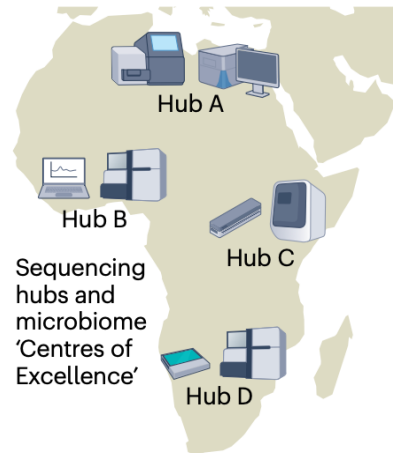 Hub A
Hub B
Hub C
Sequencing
hubs and
microbiome
‘Centres of
Excellence’
Hub D